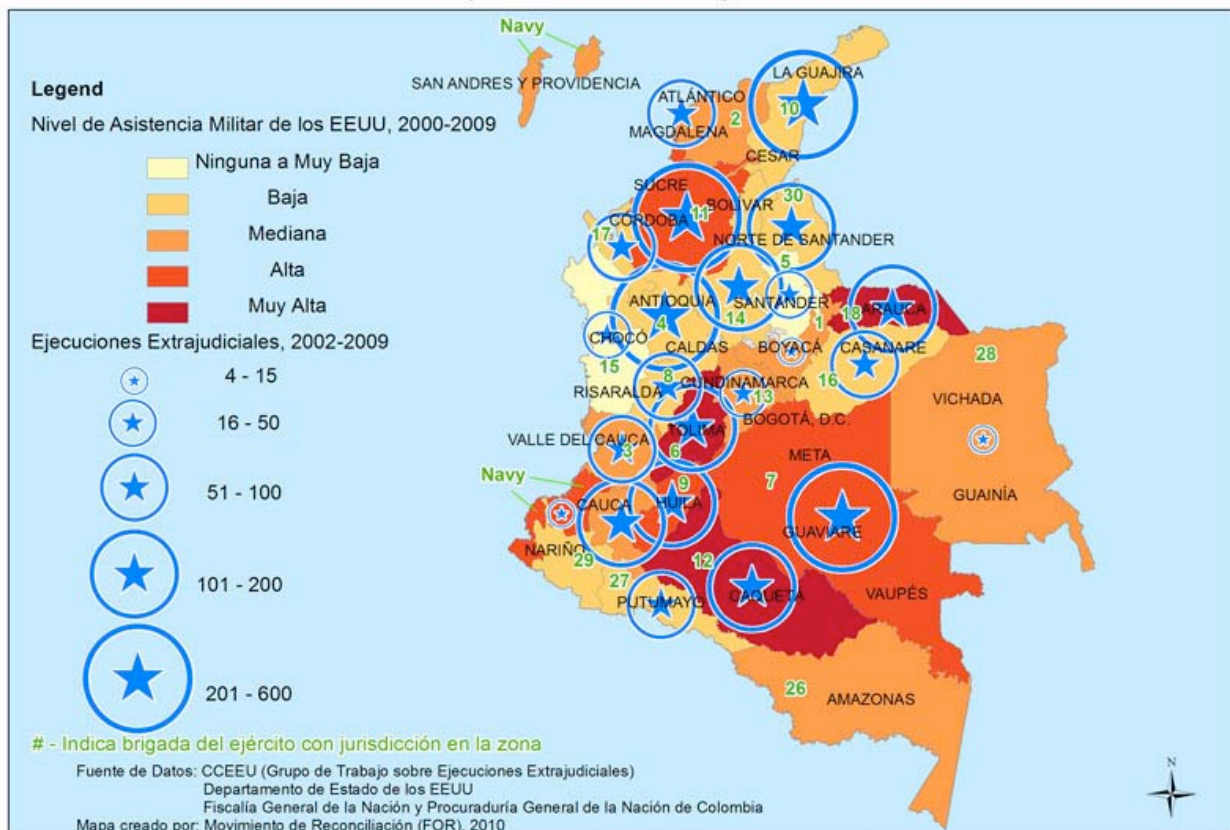 Navy
SAN ANDRES Y PROVIDENCIA
LA GUAJIRA
ATLÁNTICO
10
2
MAGDALENA
CESAR
Legend
Nivel de Asistencia Militar de los EEUU, 2000-2009
Ninguna a Muy Baja
Baja
Mediana
Alta
Muy Alta
Ejecuciones Extrajudiciales, 2002-2009
4 - 15
16 - 50
51 - 100
101 - 200
201 - 600
# - Indica brigada del ejército con jurisdicción en la zona
Fuente de Datos: CCEEU (Grupo de Trabajo sobre Ejecuciones Extrajudiciales)
Departamento de Estado de los EEUU
Fiscalía General de la Nación y Procuraduría General de la Nación de Colombia
Mapa creado por: Movimiento de Reconciliación (FOR), 2010
SUCRE
30
BOLÍVAR
11
CÓRDOBA
17
NORTE DE SANTANDER
5
ANTIOQUIA
SANTANDER
14
4
18
ARAUCA
1
CHOCÓ
CALDAS
BOYACÁ
CASANARE
28
15
8
16
RISARALDA
CUNDINAMARCA
13
VICHADA
BOGOTÁ, D.C.
TOLIMA
VALLE DEL CAUCA
3
6
META
Navy
9
7
GUAINÍA
CAUCA
HUILA
GUAVIARE
NARIÑO
29
12
27
CAQUETÁ
VAUPÉS
PUTUMAYO
26
AMAZONAS
N